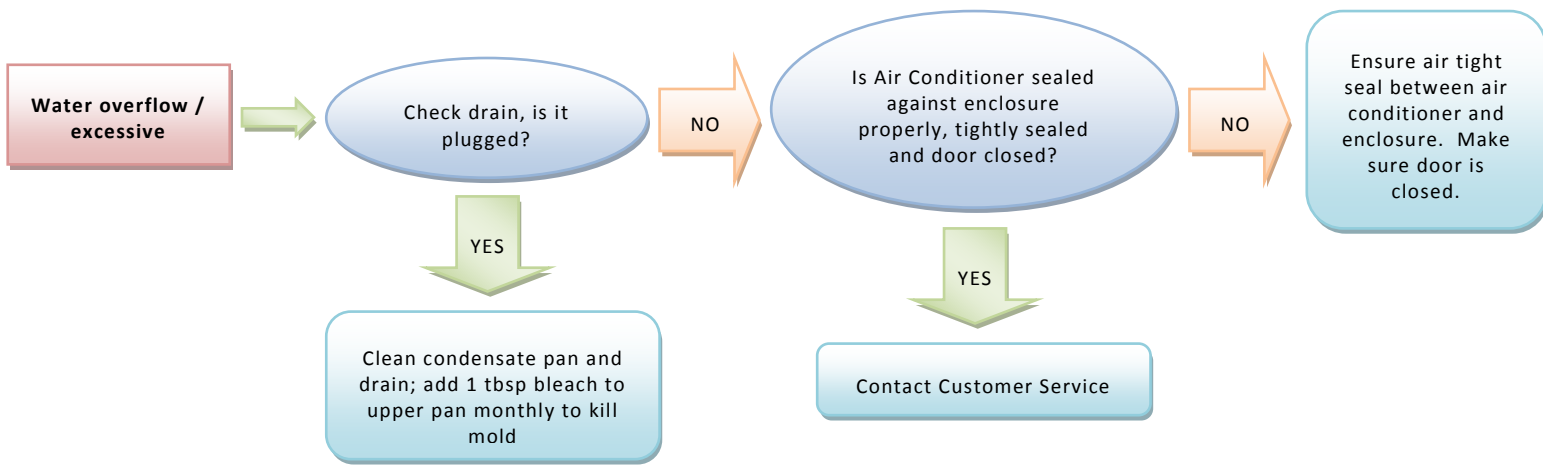 Water overflow /
excessive
Check drain, is it
plugged?
NO
Is Air Conditioner sealed
against enclosure
properly, tightly sealed
and door closed?
NO
Ensure air tight
seal between air
conditioner and
enclosure. Make
sure door is
closed.
YES
Clean condensate pan and
drain; add 1 tbsp bleach to
upper pan monthly to kill
mold
YES
Contact Customer Service